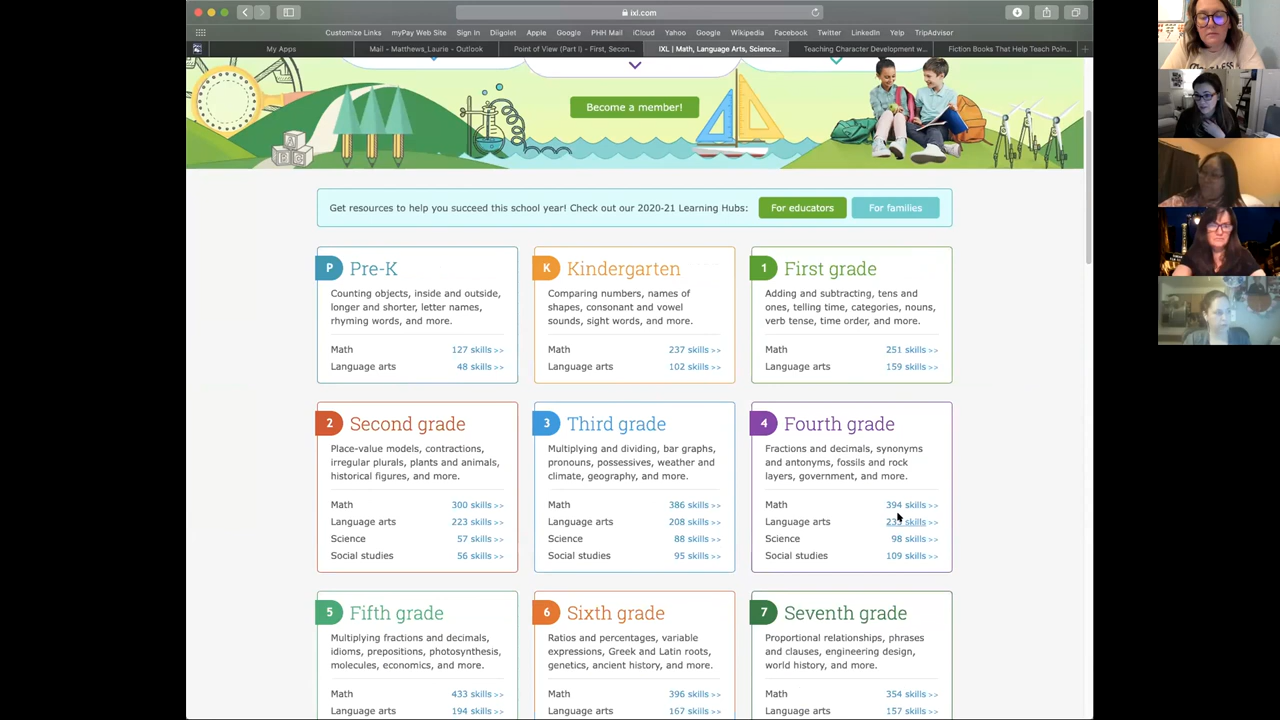 ixl.com
Customize Links myPay Web Site Sign In Diigolet Apple Google PHH Mail iCloud Yahoo Google Wikipedia Facebook Twitter LinkedIn Yelp TripAdvisor
My Apps
Mail - Matthews_Laurie - Outlook
Point of View (Part I) - First, Secon...
IXL | Math, Language Arts, Science...
Teaching Character Development w...
Fiction Books That Help Teach Poin...
Become a member!
Get resources to help you succeed this school year! Check out our 2020-21 Learning Hubs:
For educators
For families
P Pre-K
Counting objects, inside and outside,
longer and shorter, letter names,
rhyming words, and more.
Math 127 skills >>
Language arts 48 skills >>
K Kindergarten
Comparing numbers, names of
shapes, consonant and vowel
sounds, sight words, and more.
Math 237 skills >>
Language arts 102 skills >>
1 First grade
Adding and subtracting, tens and
ones, telling time, categories, nouns,
verb tense, time order, and more.
Math 251 skills >>
Language arts 159 skills >>
2 Second grade
Place-value models, contractions,
irregular plurals, plants and animals,
historical figures, and more.
Math 300 skills >>
Language arts 223 skills >>
Science 57 skills >>
Social studies 56 skills >>
3 Third grade
Multiplying and dividing, bar graphs,
pronouns, possessives, weather and
climate, geography, and more.
Math 386 skills >>
Language arts 208 skills >>
Science 88 skills >>
Social studies 95 skills >>
4 Fourth grade
Fractions and decimals, synonyms
and antonyms, fossils and rock
layers, government, and more.
Math 394 skills >>
Language arts skills >>
Science 98 skills >>
Social studies 109 skills >>
5 Fifth grade
Multiplying fractions and decimals,
idioms, prepositions, photosynthesis,
molecules, economics, and more.
Math 433 skills >>
Language arts 194 skills >>
6 Sixth grade
Ratios and percentages, variable
expressions, Greek and Latin roots,
genetics, ancient history, and more.
Math 396 skills >>
Language arts 167 skills >>
7 Seventh grade
Proportional relationships, phrases
and clauses, engineering design,
world history, and more.
Math 354 skills >>
Language arts 157 skills >>